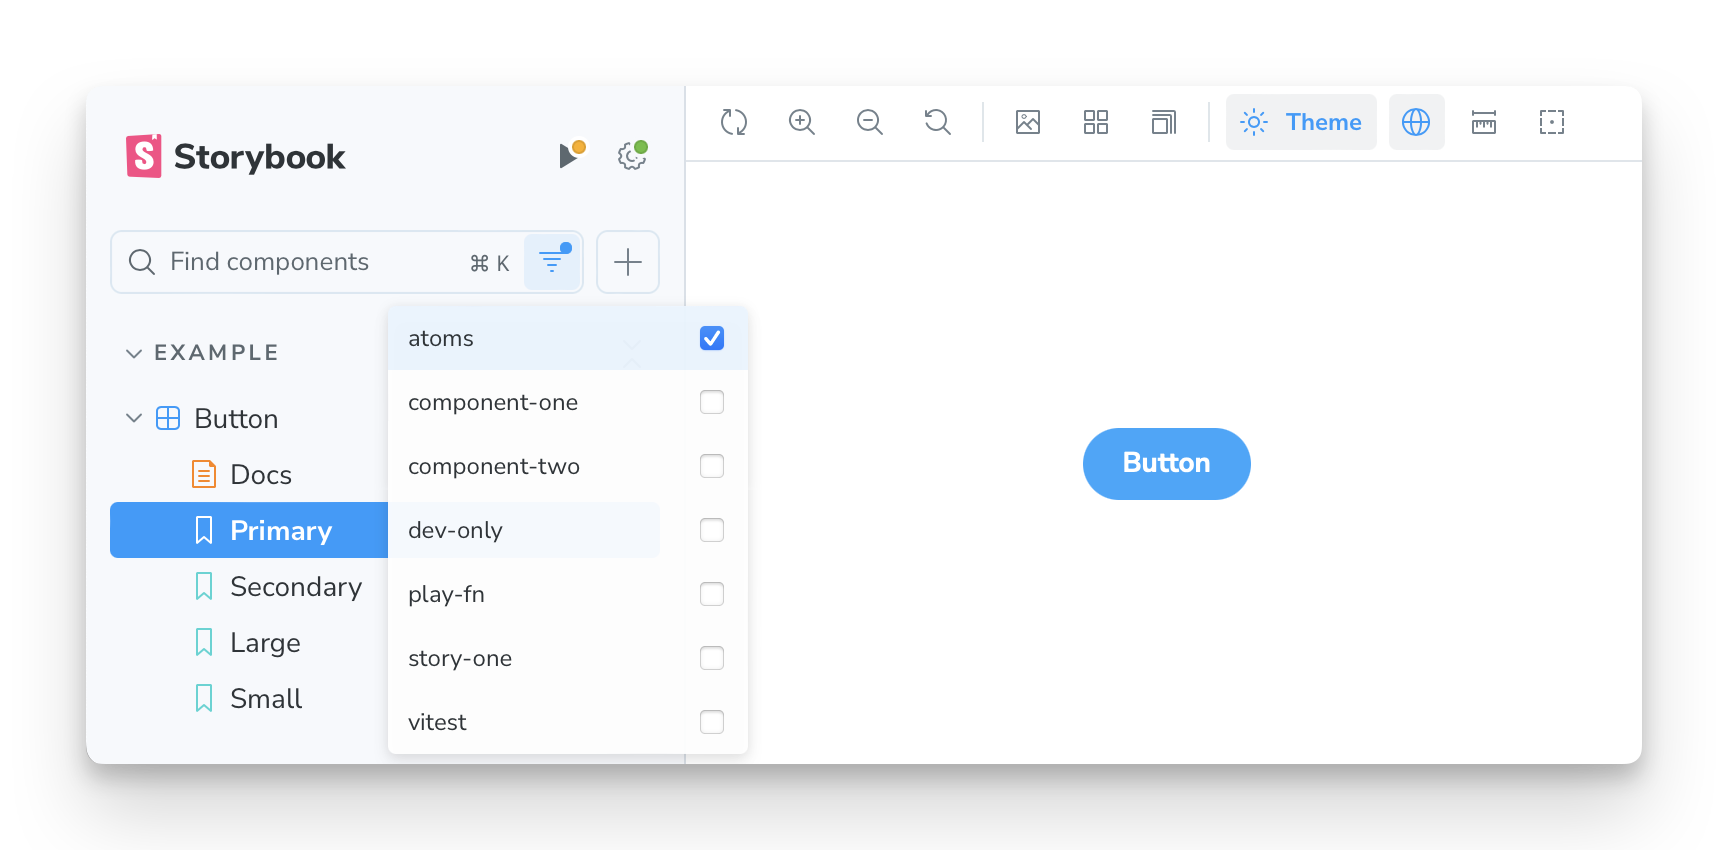 Storybook
Theme
Find components
⌘ K
EXAMPLE
Button
Docs
Primary
Secondary
Large
Small
atoms
component-one
component-two
dev-only
play-fn
story-one
vitest
Button